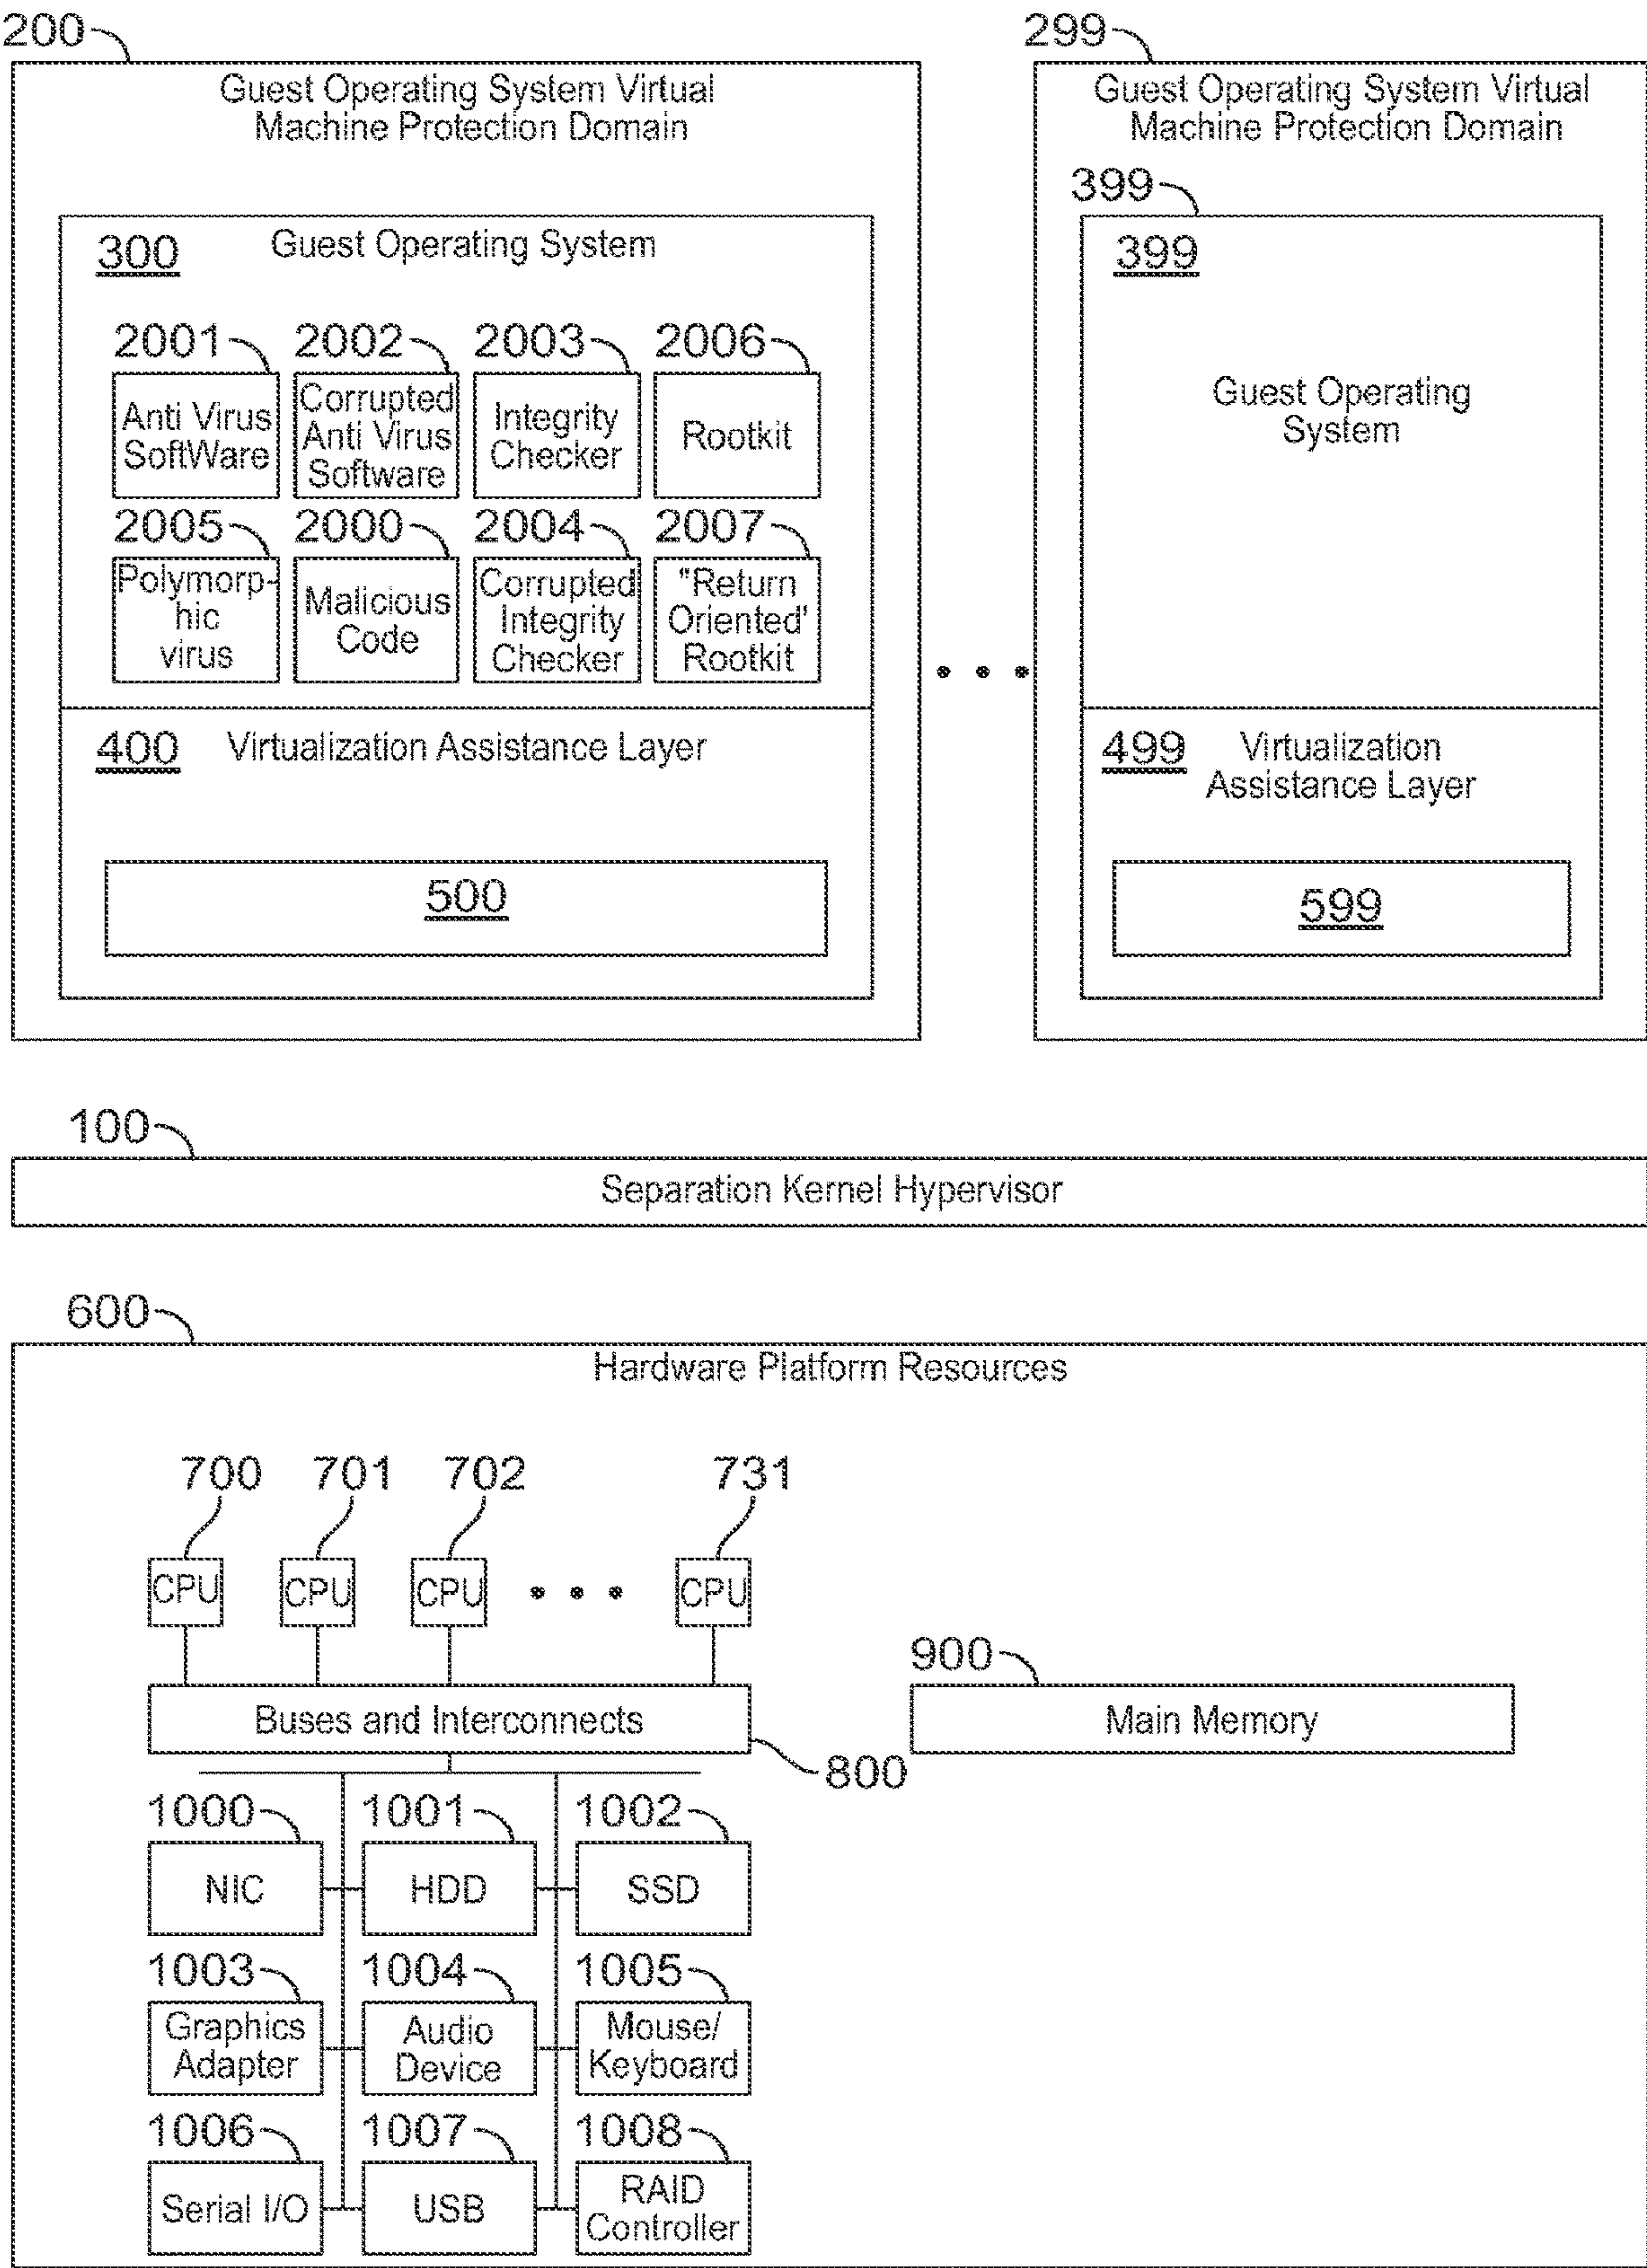 200
299
Guest Operating System Virtual
Machine Protection Domain
Guest Operating System Virtual
Machine Protection Domain
399
300
Guest Operating System
399
2001
2002
2003
2006
Anti Virus
SoftWare
Corrupted
Anti Virus
Software
Integrity
Checker
Rootkit
Guest Operating
System
2005
2000
2004
2007
Polymorp-
hic
virus
Malicious
Code
Corrupted
Integrity
Checker
"Return
Oriented'
Rootkit
400
Virtualization Assistance Layer
499
Virtualization
Assistance Layer
500
599
100
Separation Kernel Hypervisor
600
Hardware Platform Resources
700
701
702
731
CPU
CPU
CPU
CPU
900
Buses and Interconnects
Main Memory
800
1000
1001
1002
NIC
HDD
SSD
1003
1004
1005
Graphics
Adapter
Audio
Device
Mouse/
Keyboard
1006
1007
1008
Serial I/O
USB
RAID
Controller